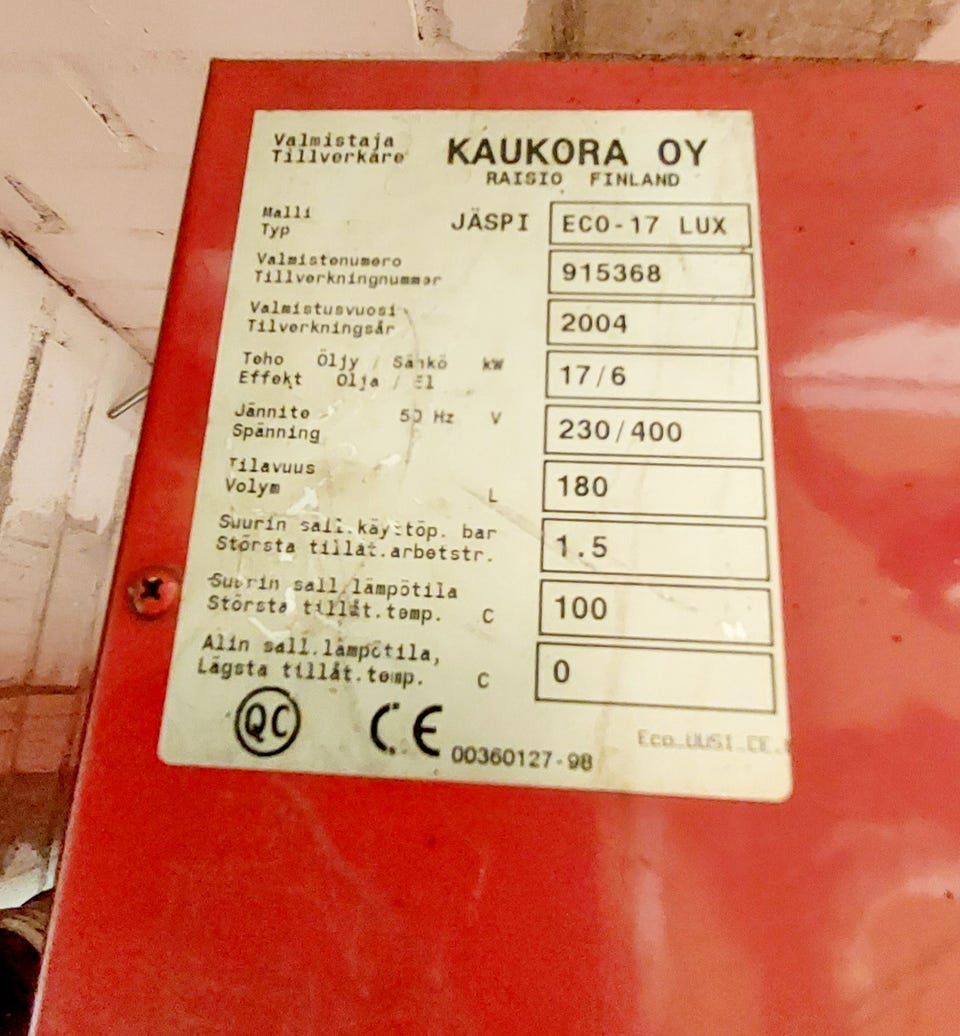 Valmistaja
Tillverkare
KAUKORA OY
RAISIO FINLAND
Malli
Typ
JÄSPI
ECO-17 LUX
Valmistenumero
Tillverkningnummer
915368
Valmistusvuosi
Tilverkningsår
2004
Teho Öljy / Sähkö kW
Effekt Olja / El
17/6
Jännite 50 Hz V
Spänning
230/400
Tilavuus
Volym L
180
Suurin sall.käyttöp. bar
Största tillåt.arbetstr.
1.5
Suurin sall.lämpötila
Största tillåt.temp. C
100
Alin sall.lämpötila,
Lägsta tillåt.temp. C
0
QC CE 00360127-98
Eco_UUSI_CE.